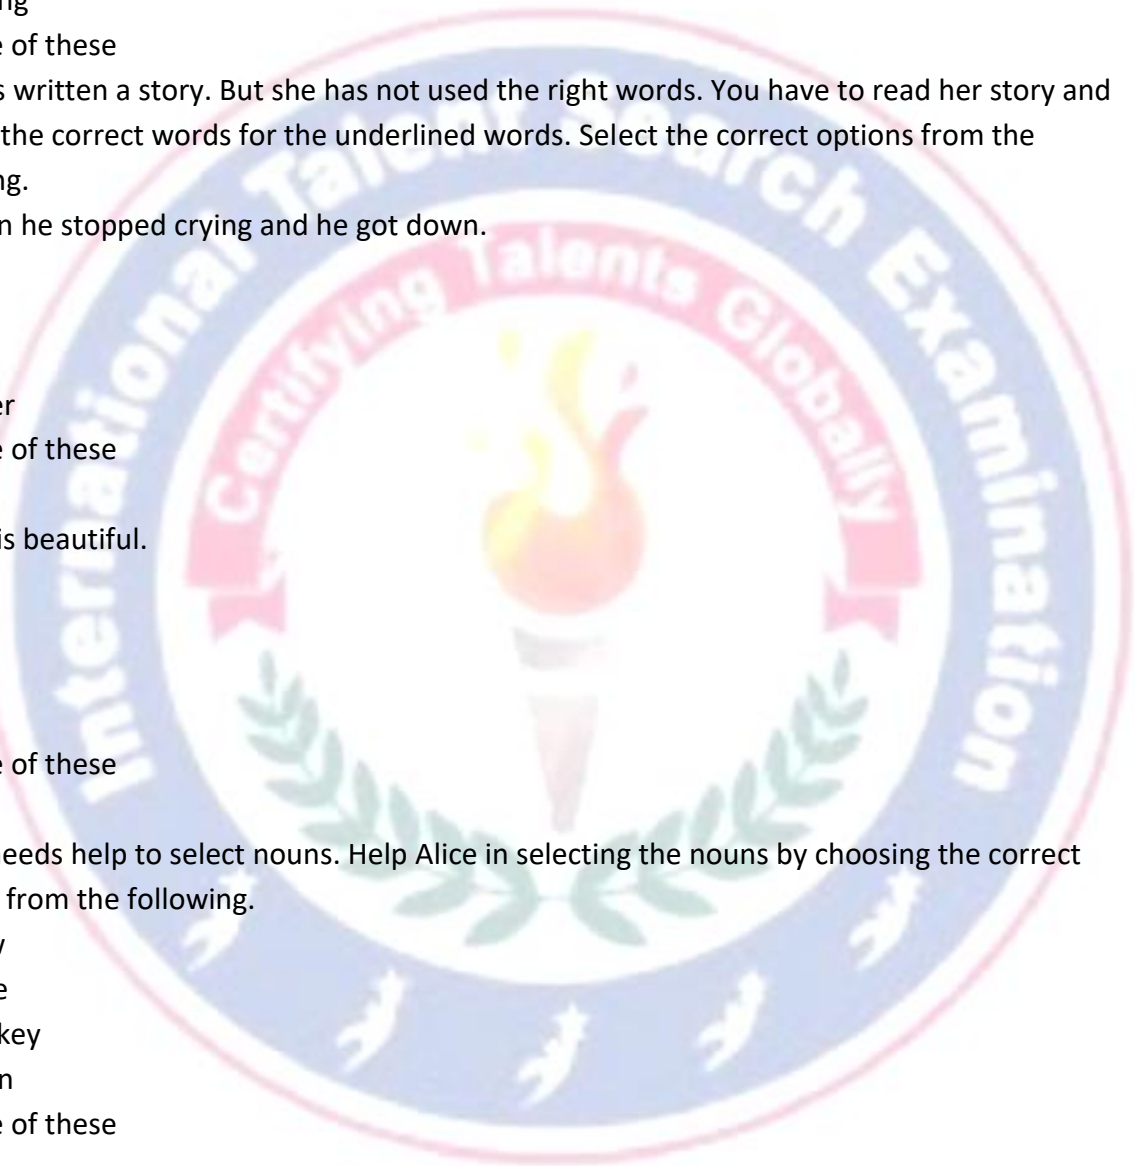 ng
e of these
s written a story. But she has not used the right words. You have to read her story and
the correct words for the underlined words. Select the correct options from the
ng.
n he stopped crying and he got down.
er
e of these
is beautiful.
e of these
needs help to select nouns. Help Alice in selecting the nouns by choosing the correct
from the following.
y
e
key
n
e of these
International Talent Search Examination
Certifying Talents Globally